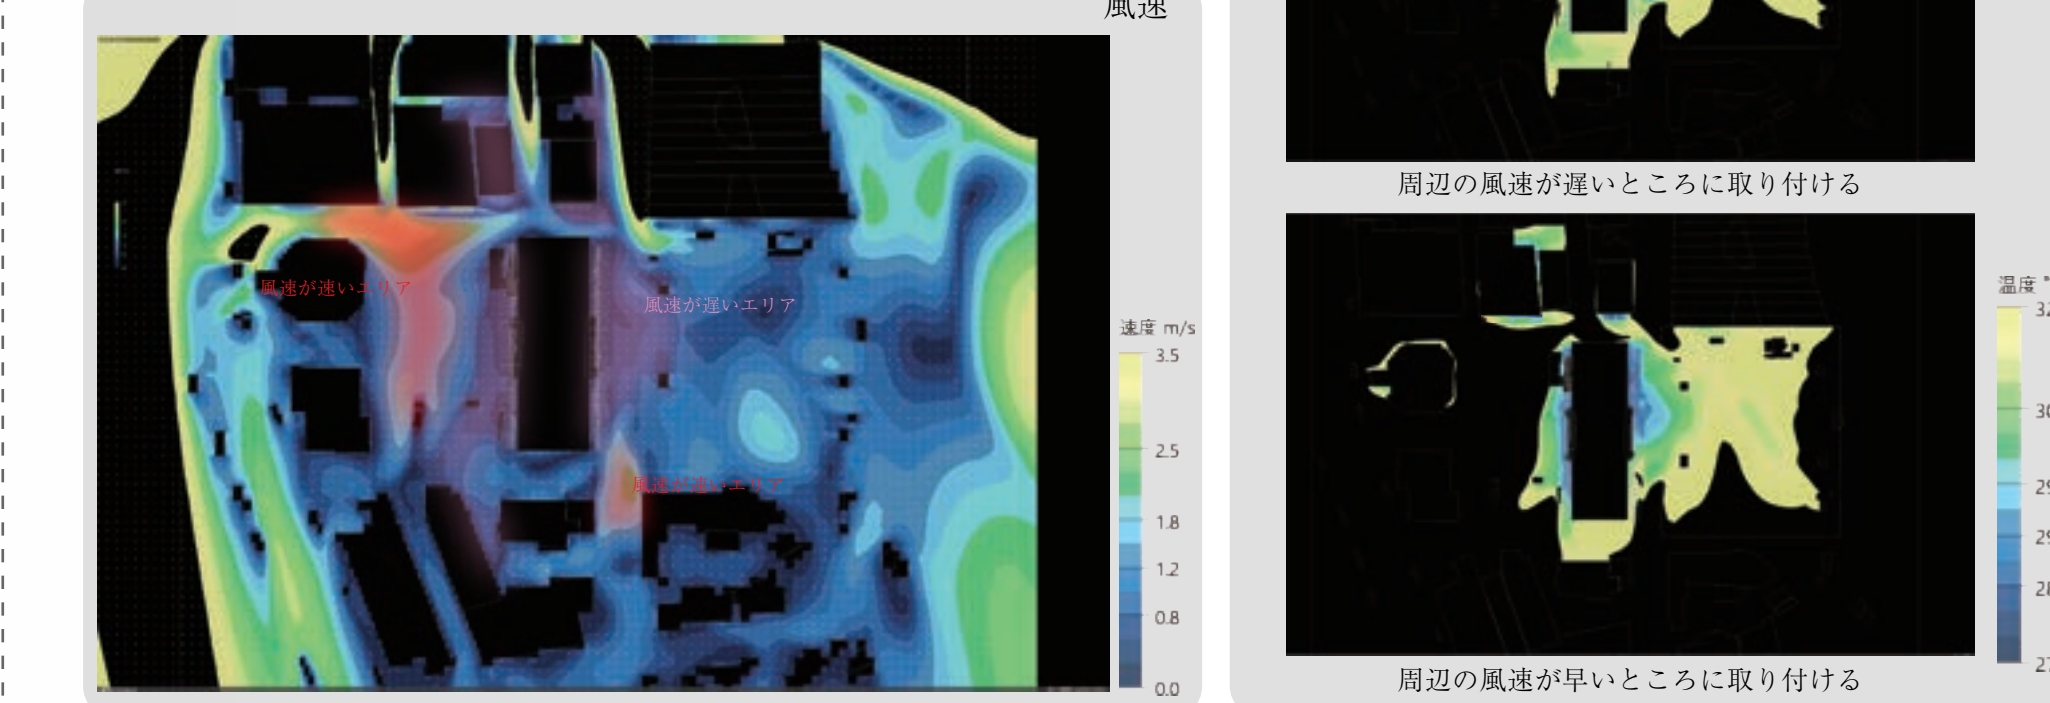 風速
風速が速いエリア
風速が遅いエリア
風速が速いエリア
速度 m/s
3.5
2.5
1.8
1.2
0.8
0.0
周辺の風速が遅いところに取り付ける
周辺の風速が早いところに取り付ける
温度